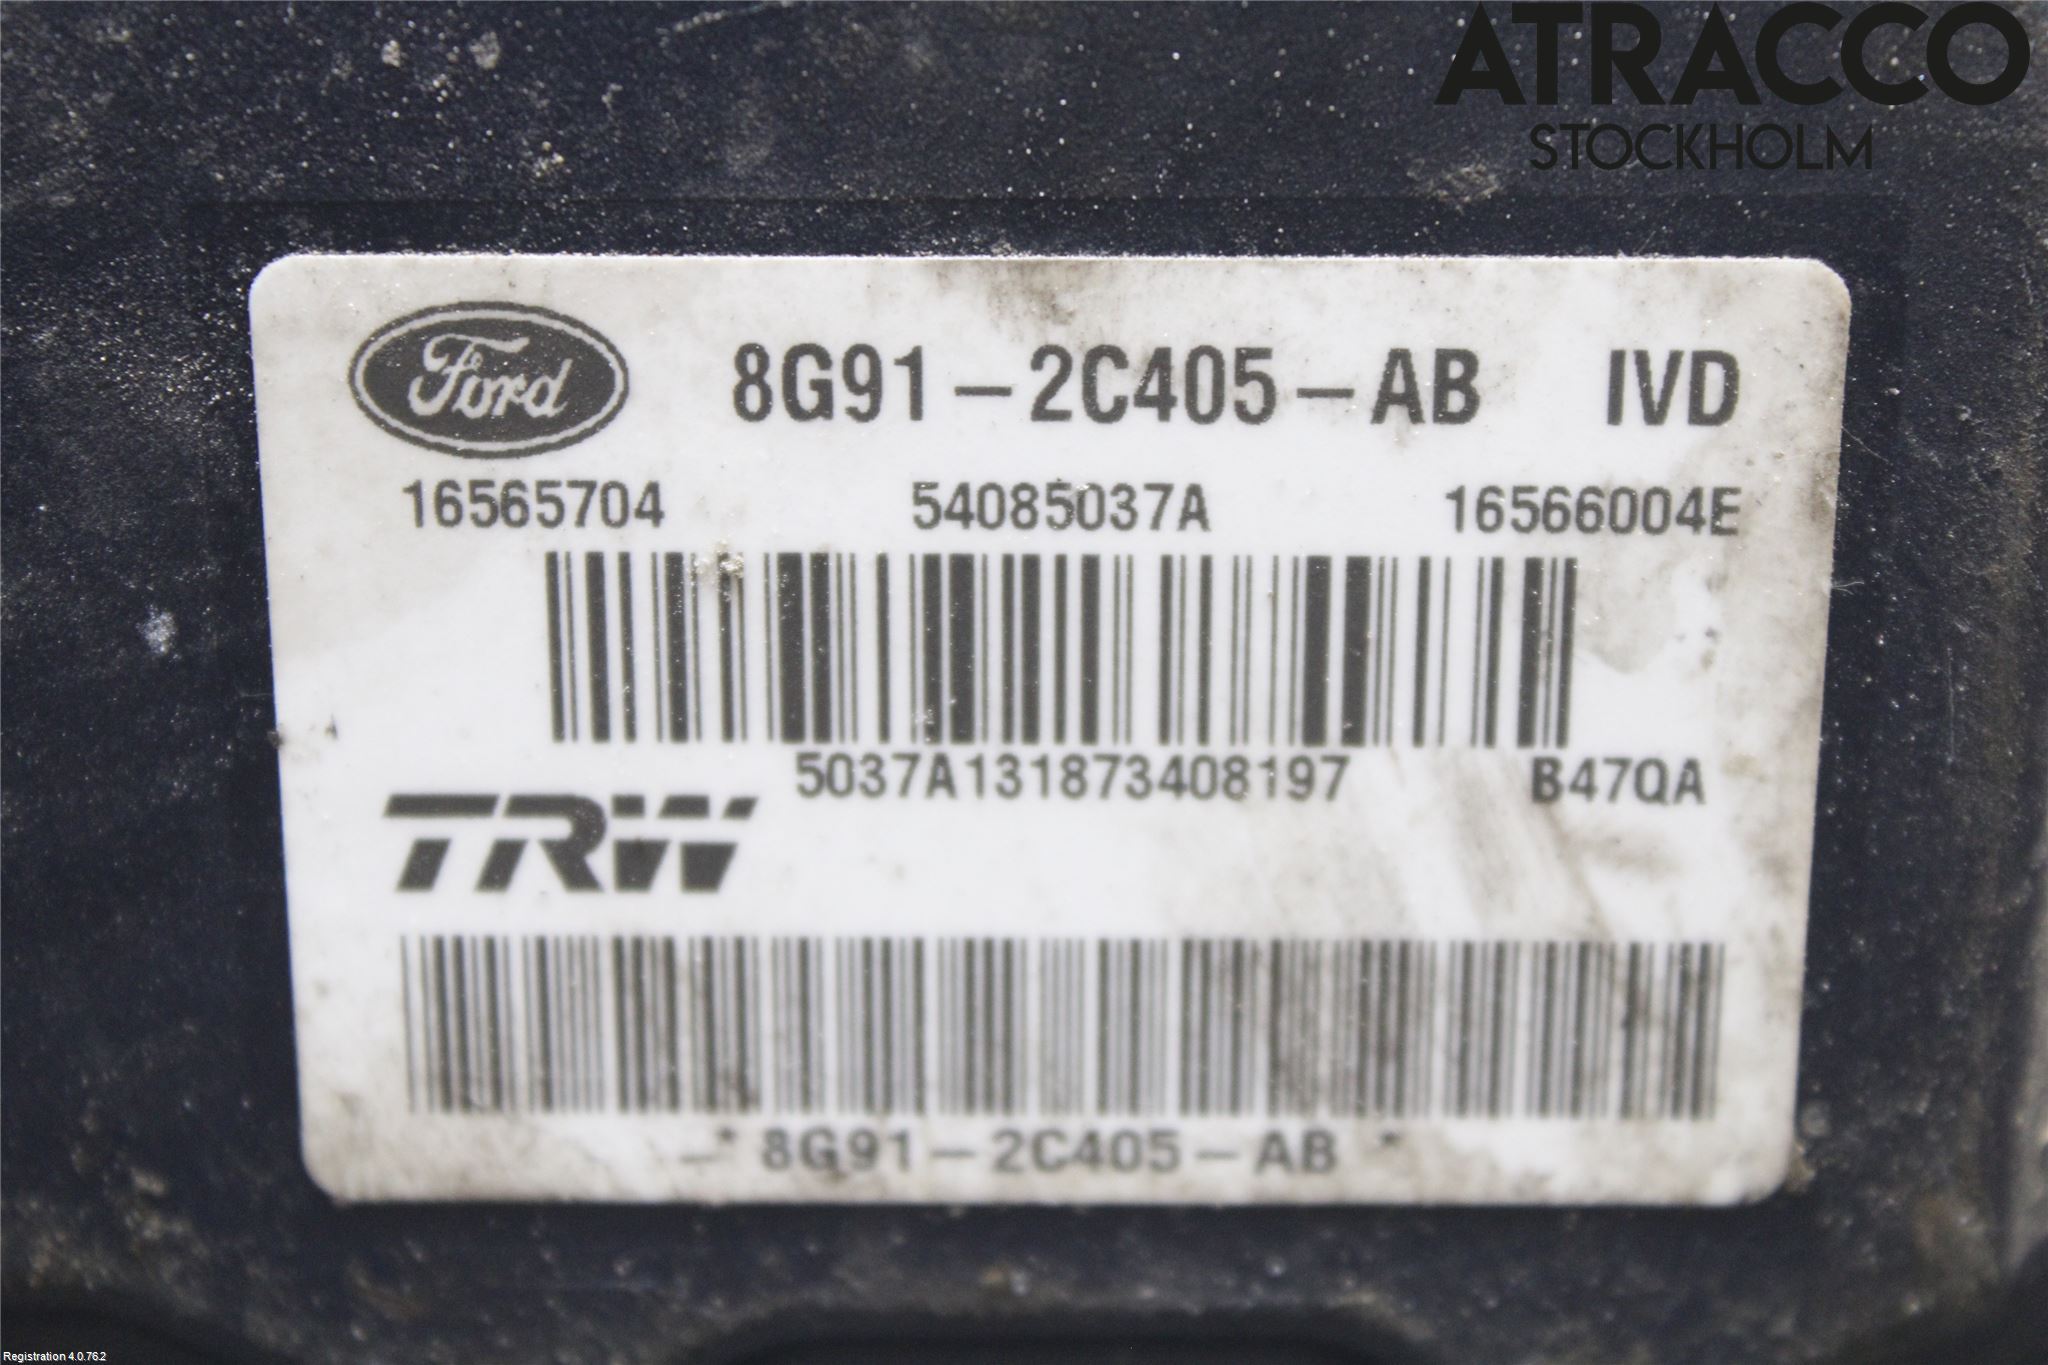 ATRACCO
STOCKHOLM
Ford 8G91-2C405-AB IVD
16565704 54085037A 16566004E
5037A131873408197 B47QA
TRW
-* 8G91-2C405-AB *
Registration 4.0.76.2